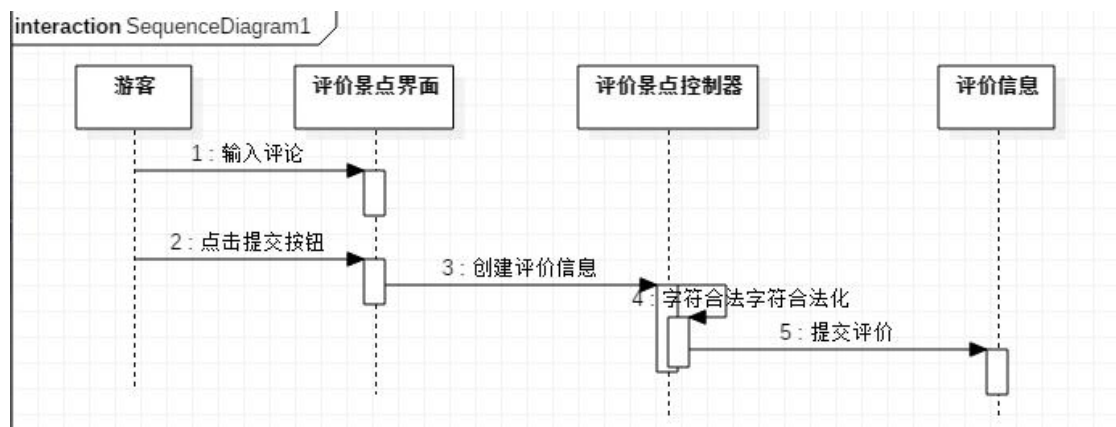 interaction SequenceDiagram1
游客 评价景点界面 评价景点控制器 评价信息
1 : 输入评论
2 : 点击提交按钮
3 : 创建评价信息
4 : 字符合法字符合法化
5 : 提交评价